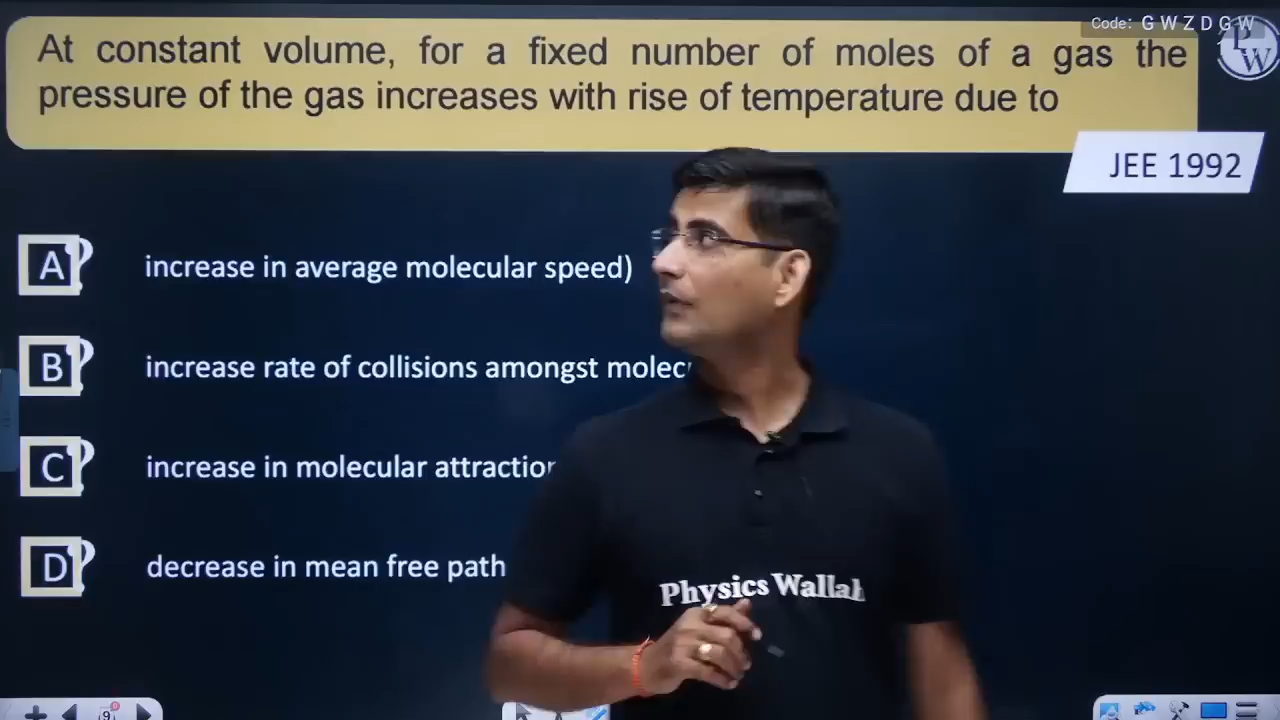 Code: G W Z D G W
At constant volume, for a fixed number of moles of a gas the
pressure of the gas increases with rise of temperature due to
P
W
JEE 1992
A ?
increase in average molecular speed)
B ?
increase rate of collisions amongst
C ?
increase in molecular
D ?
decrease in mean free path
Physics Wallah
9